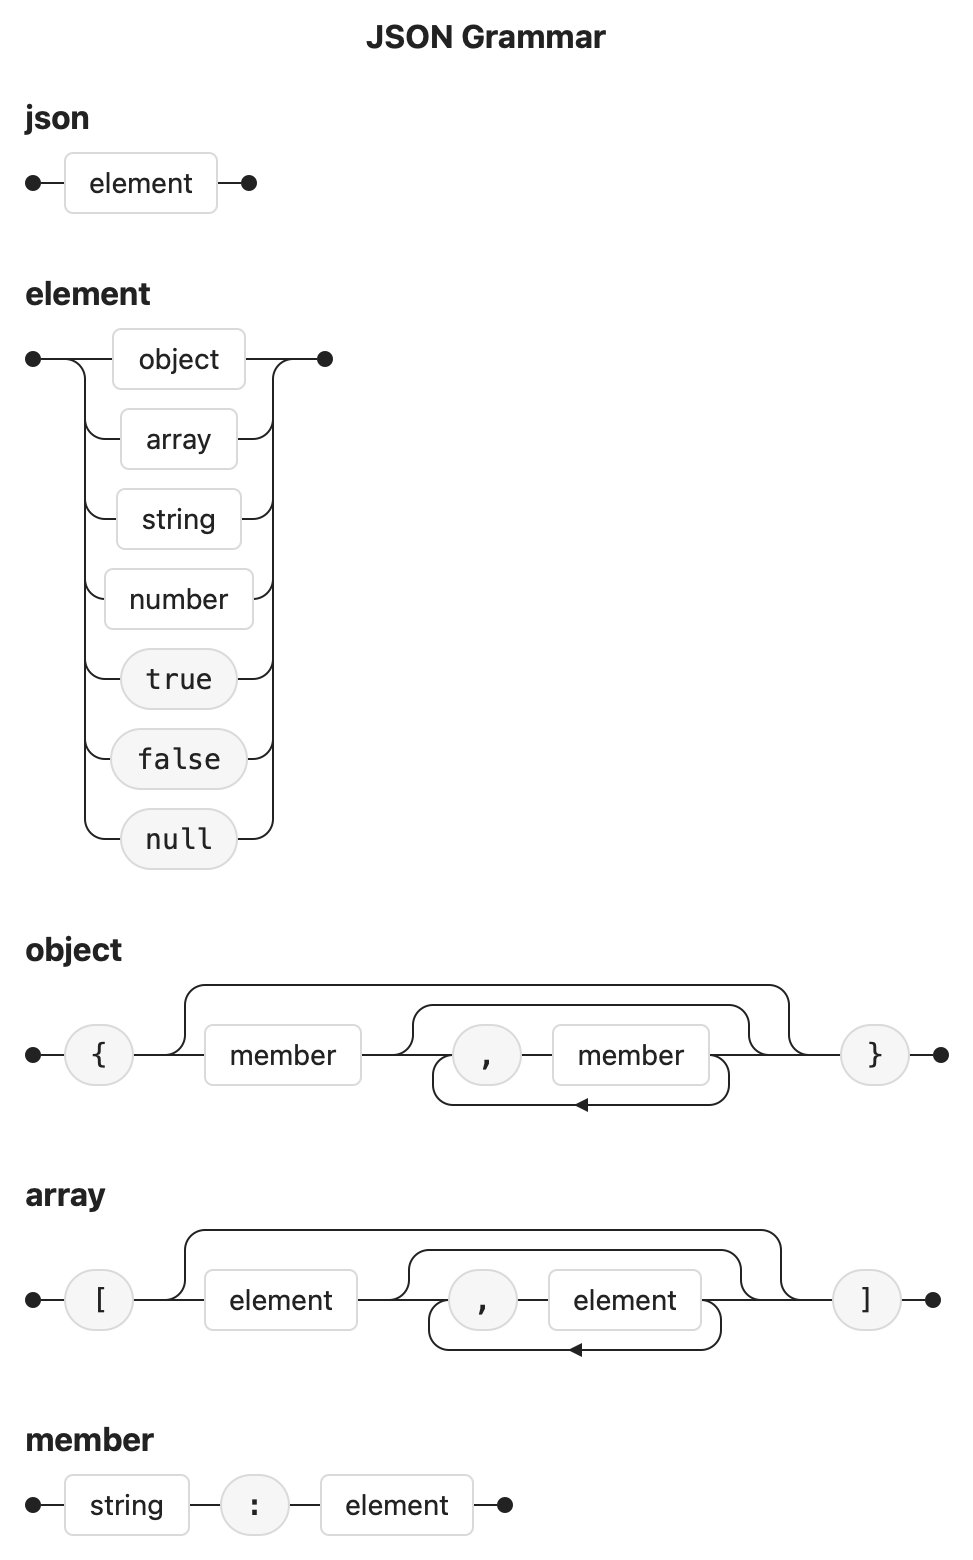 JSON Grammar
json
element
element
object
array
string
number
true
false
null
object
{ member , member }
array
[ element , element ]
member
string : element